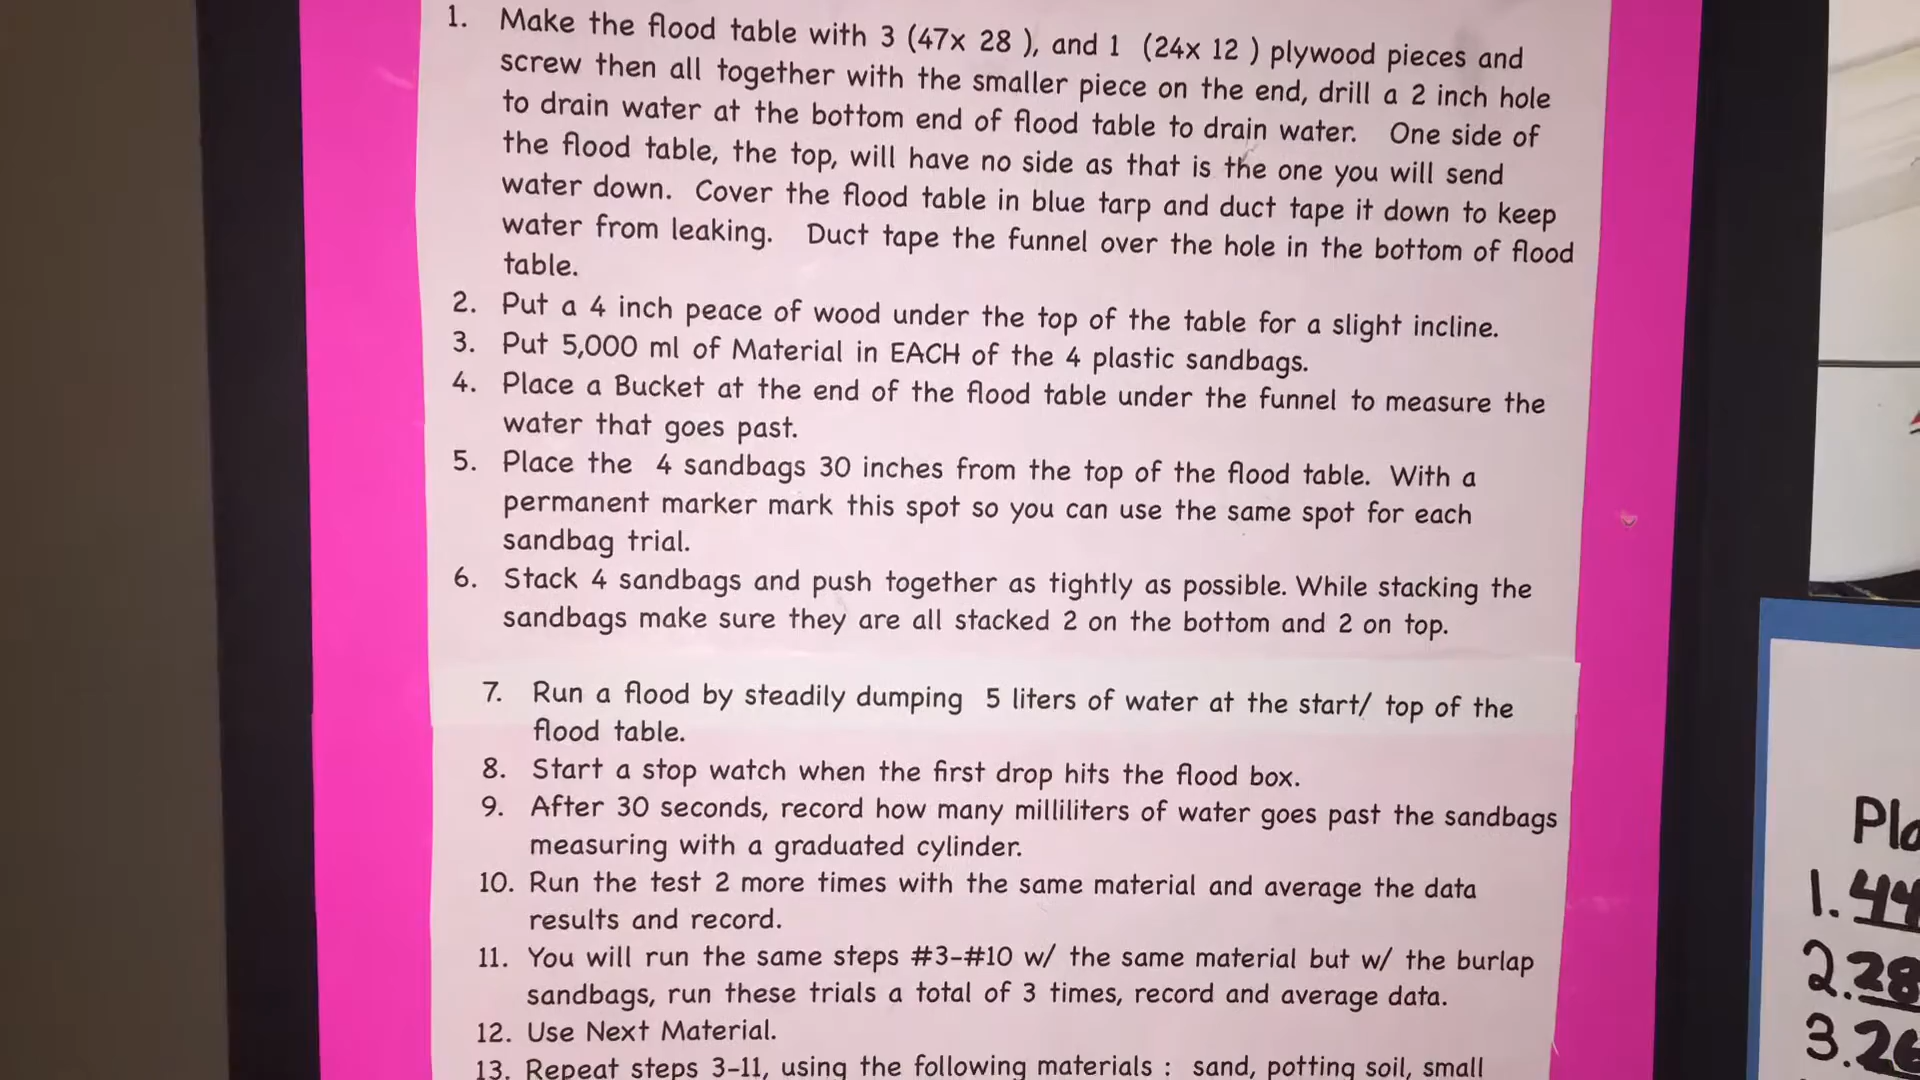 1. Make the flood table with 3 (47x 28 ), and 1 (24x 12 ) plywood pieces and
screw then all together with the smaller piece on the end, drill a 2 inch hole
to drain water at the bottom end of flood table to drain water. One side of
the flood table, the top, will have no side as that is the one you will send
water down. Cover the flood table in blue tarp and duct tape it down to keep
water from leaking. Duct tape the funnel over the hole in the bottom of flood
table.
2. Put a 4 inch peace of wood under the top of the table for a slight incline.
3. Put 5,000 ml of Material in EACH of the 4 plastic sandbags.
4. Place a Bucket at the end of the flood table under the funnel to measure the
water that goes past.
5. Place the 4 sandbags 30 inches from the top of the flood table. With a
permanent marker mark this spot so you can use the same spot for each
sandbag trial.
6. Stack 4 sandbags and push together as tightly as possible. While stacking the
sandbags make sure they are all stacked 2 on the bottom and 2 on top.
7. Run a flood by steadily dumping 5 liters of water at the start/ top of the
flood table.
8. Start a stop watch when the first drop hits the flood box.
9. After 30 seconds, record how many milliliters of water goes past the sandbags
measuring with a graduated cylinder.
10. Run the test 2 more times with the same material and average the data
results and record.
11. You will run the same steps #3-#10 w/ the same material but w/ the burlap
sandbags, run these trials a total of 3 times, record and average data.
12. Use Next Material.
13. Repeat steps 3-11, using the following materials : sand, potting soil, small
1.
2.
3.